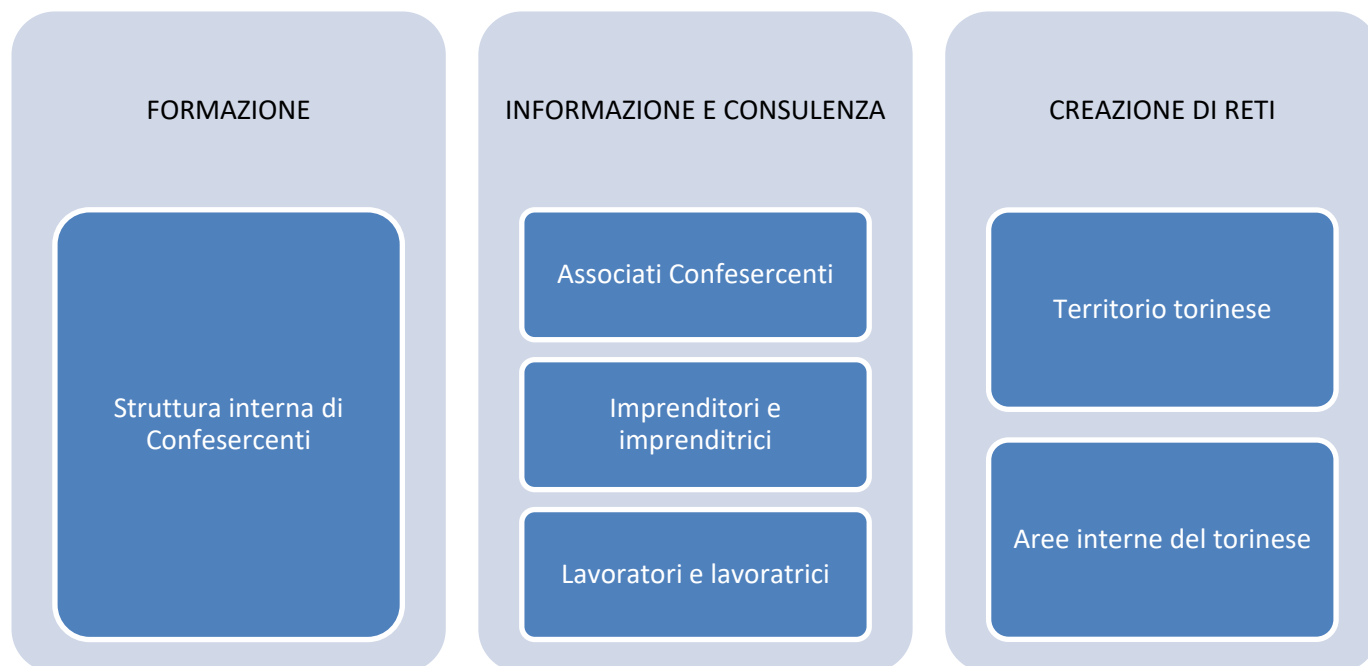 FORMAZIONE
Struttura interna di
Confesercenti
INFORMAZIONE E CONSULENZA
Associati Confesercenti
Imprenditori e
imprenditrici
Lavoratori e lavoratrici
CREAZIONE DI RETI
Territorio torinese
Aree interne del torinese